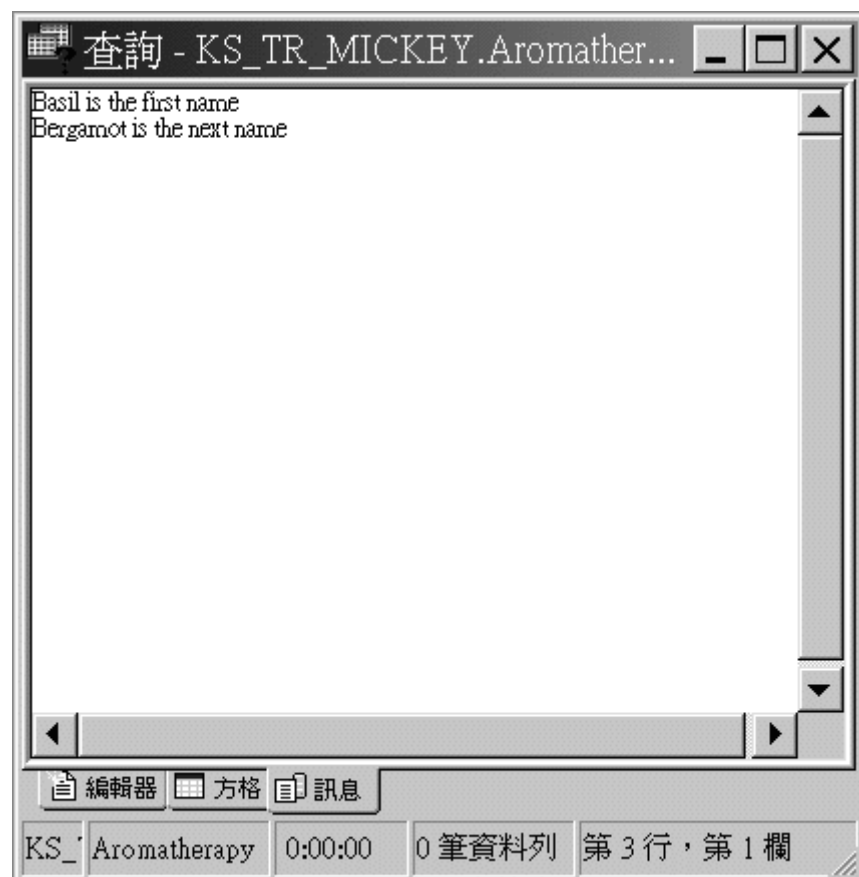 查詢 - KS_TR_MICKEY.Aromather...
Basil is the first name
Bergamot is the next name
編輯器 方格 訊息
KS_ Aromatherapy 0:00:00 0 筆資料列 第 3 行，第 1 欄